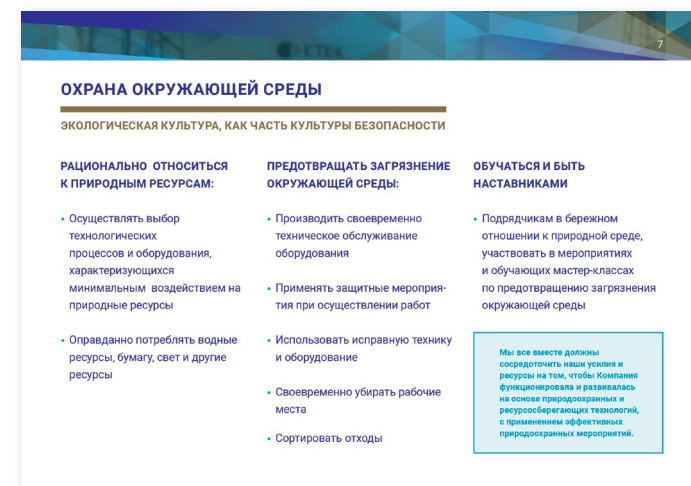 7
ОХРАНА ОКРУЖАЮЩЕЙ СРЕДЫ
ЭКОЛОГИЧЕСКАЯ КУЛЬТУРА, КАК ЧАСТЬ КУЛЬТУРЫ БЕЗОПАСНОСТИ
РАЦИОНАЛЬНО ОТНОСИТЬСЯ
К ПРИРОДНЫМ РЕСУРСАМ:
• Осуществлять выбор
технологических
процессов и оборудования,
характеризующихся
минимальным воздействием на
природные ресурсы
• Оправданно потреблять водные
ресурсы, бумагу, свет и другие
ресурсы
ПРЕДОТВРАЩАТЬ ЗАГРЯЗНЕНИЕ
ОКРУЖАЮЩЕЙ СРЕДЫ:
• Производить своевременно
техническое обслуживание
оборудования
• Применять защитные мероприя-
тия при осуществлении работ
• Использовать исправную технику
и оборудование
• Своевременно убирать рабочие
места
• Сортировать отходы
ОБУЧАТЬСЯ И БЫТЬ
НАСТАВНИКАМИ
• Подрядчикам в бережном
отношении к природной среде,
участвовать в мероприятиях
и обучающих мастер-классах
по предотвращению загрязнения
окружающей среды
Мы все вместе должны
сосредоточить наши усилия и
ресурсы на том, чтобы Компания
функционировала и развивалась
на основе природоохранных и
ресурсосберегающих технологий,
с применением эффективных
природоохранных мероприятий.